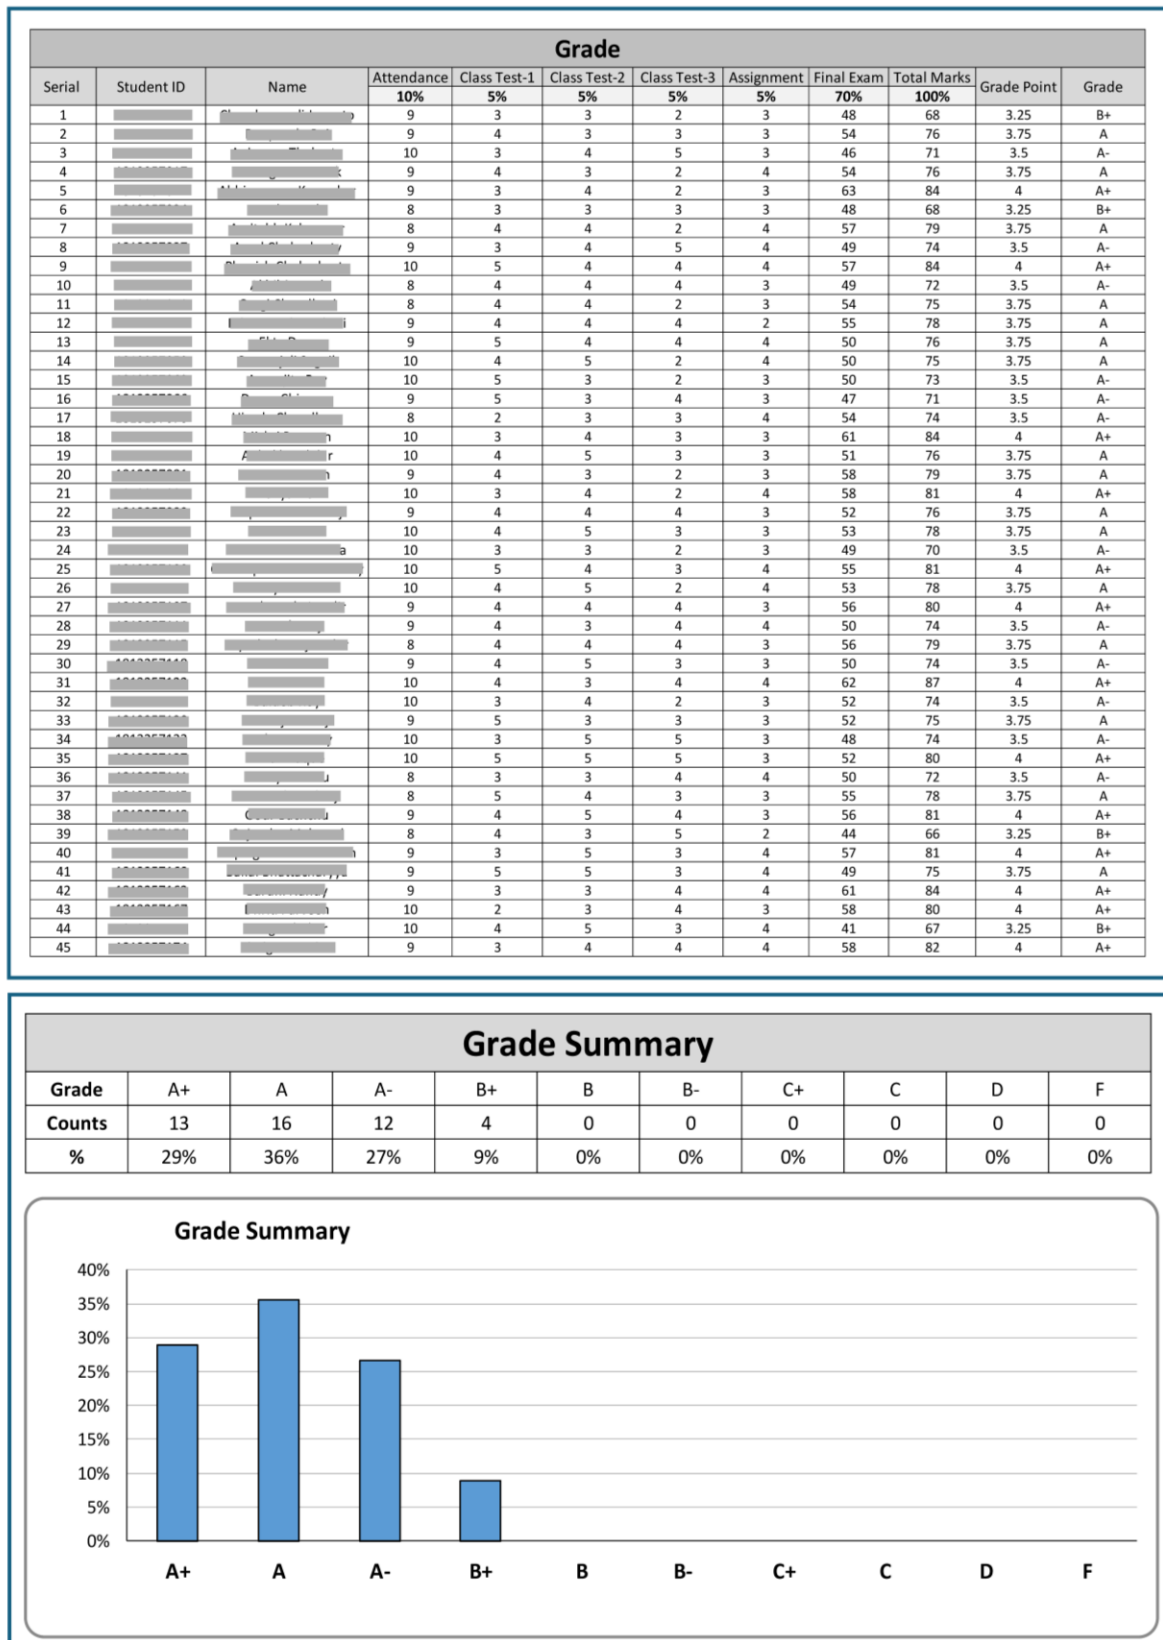 Grade
Serial Student ID Name Attendance Class Test-1 Class Test-2 Class Test-3 Assignment Final Exam Total Marks Grade Point Grade
10% 5% 5% 5% 5% 70% 100%
1 9 3 3 2 3 48 68 3.25 B+
2 9 4 3 3 3 54 76 3.75 A
3 10 3 4 5 3 46 71 3.5 A-
4 9 4 3 2 4 54 76 3.75 A
5 9 3 4 2 3 63 84 4 A+
6 8 3 3 3 3 48 68 3.25 B+
7 8 4 4 2 4 57 79 3.75 A
8 9 3 4 5 4 49 74 3.5 A-
9 10 5 4 4 4 57 84 4 A+
10 8 4 4 4 3 49 72 3.5 A-
11 8 4 4 2 3 54 75 3.75 A
12 9 4 4 4 2 55 78 3.75 A
13 9 5 4 4 4 50 76 3.75 A
14 10 4 5 2 4 50 75 3.75 A
15 10 5 3 2 3 50 73 3.5 A-
16 9 5 3 4 3 47 71 3.5 A-
17 8 2 3 3 4 54 74 3.5 A-
18 10 3 4 3 3 61 84 4 A+
19 10 4 5 3 3 51 76 3.75 A
20 9 4 3 2 3 58 79 3.75 A
21 10 3 4 2 4 58 81 4 A+
22 9 4 4 4 3 52 76 3.75 A
23 10 4 5 3 3 53 78 3.75 A
24 10 3 3 2 3 49 70 3.5 A-
25 10 5 4 3 4 55 81 4 A+
26 10 4 5 2 4 53 78 3.75 A
27 9 4 4 4 3 56 80 4 A+
28 9 4 3 4 4 50 74 3.5 A-
29 8 4 4 4 3 56 79 3.75 A
30 9 4 5 3 3 50 74 3.5 A-
31 10 4 3 4 4 62 87 4 A+
32 10 3 4 2 3 52 74 3.5 A-
33 9 5 3 3 3 52 75 3.75 A
34 10 3 5 5 3 48 74 3.5 A-
35 10 5 5 5 3 52 80 4 A+
36 8 3 3 4 4 50 72 3.5 A-
37 8 5 4 3 3 55 78 3.75 A
38 9 4 5 4 3 56 81 4 A+
39 8 4 3 5 2 44 66 3.25 B+
40 9 3 5 3 4 57 81 4 A+
41 9 5 5 3 4 49 75 3.75 A
42 9 3 3 4 4 61 84 4 A+
43 10 2 3 4 3 58 80 4 A+
44 10 4 5 3 4 41 67 3.25 B+
45 9 3 4 4 4 58 82 4 A+
Grade Summary
Grade A+ A A- B+ B B- C+ C D F
Counts 13 16 12 4 0 0 0 0 0 0
% 29% 36% 27% 9% 0% 0% 0% 0% 0% 0%
Grade Summary
40%
35%
30%
25%
20%
15%
10%
5%
0%
A+ A A- B+ B B- C+ C D F